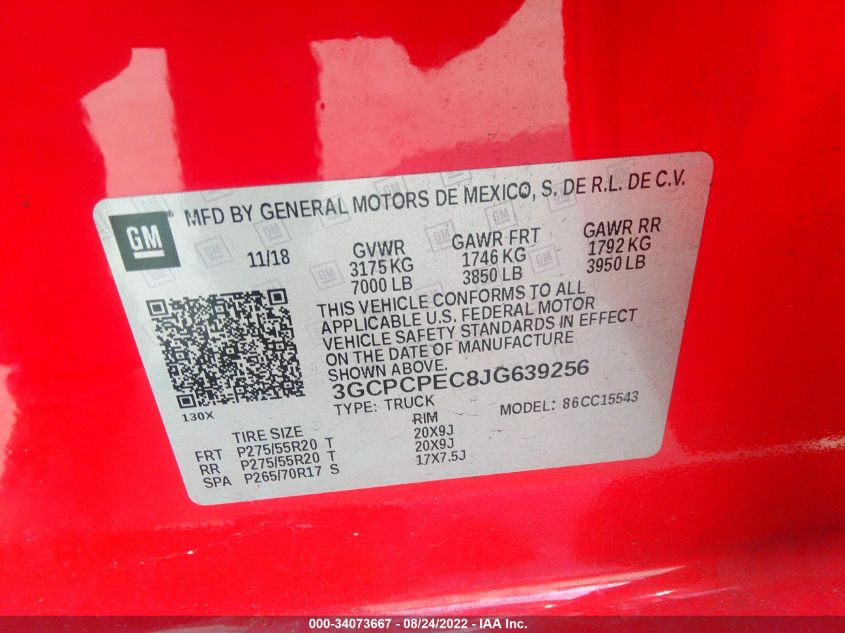 GM
MFD BY GENERAL MOTORS DE MEXICO, S. DE R.L. DE C.V.
11/18 GVWR GAWR FRT GAWR RR
3175 KG 1746 KG 1792 KG
7000 LB 3850 LB 3950 LB
THIS VEHICLE CONFORMS TO ALL
APPLICABLE U.S. FEDERAL MOTOR
VEHICLE SAFETY STANDARDS IN EFFECT
ON THE DATE OF MANUFACTURE
SHOWN ABOVE.
3GCPCPEC8JG639256
130X TYPE: TRUCK MODEL: 86CC15543
TIRE SIZE RIM
FRT P275/55R20 T 20X9J
RR P275/55R20 T 20X9J
SPA P265/70R17 S 17X7.5J
000-34073667 - 08/24/2022 - IAA Inc.